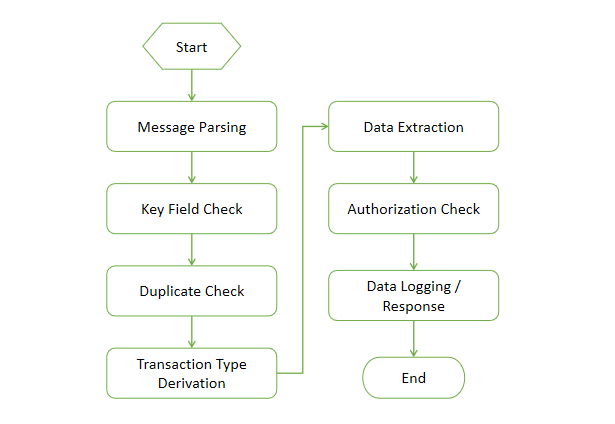 Start
Message Parsing
Key Field Check
Duplicate Check
Transaction Type
Derivation
Data Extraction
Authorization Check
Data Logging /
Response
End